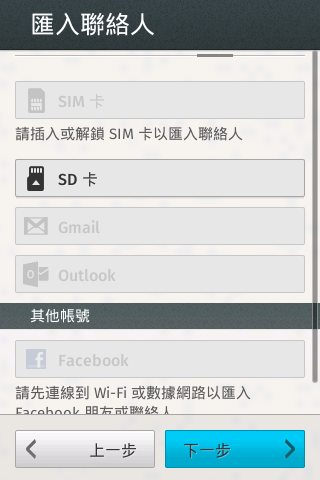 匯入聯絡人
SIM 卡
請插入或解鎖 SIM 卡以匯入聯絡人
SD 卡
Gmail
Outlook
其他帳號
Facebook
請先連線到 Wi-Fi 或數據網路以匯入
Facebook 朋友或聯絡人
上一步
下一步